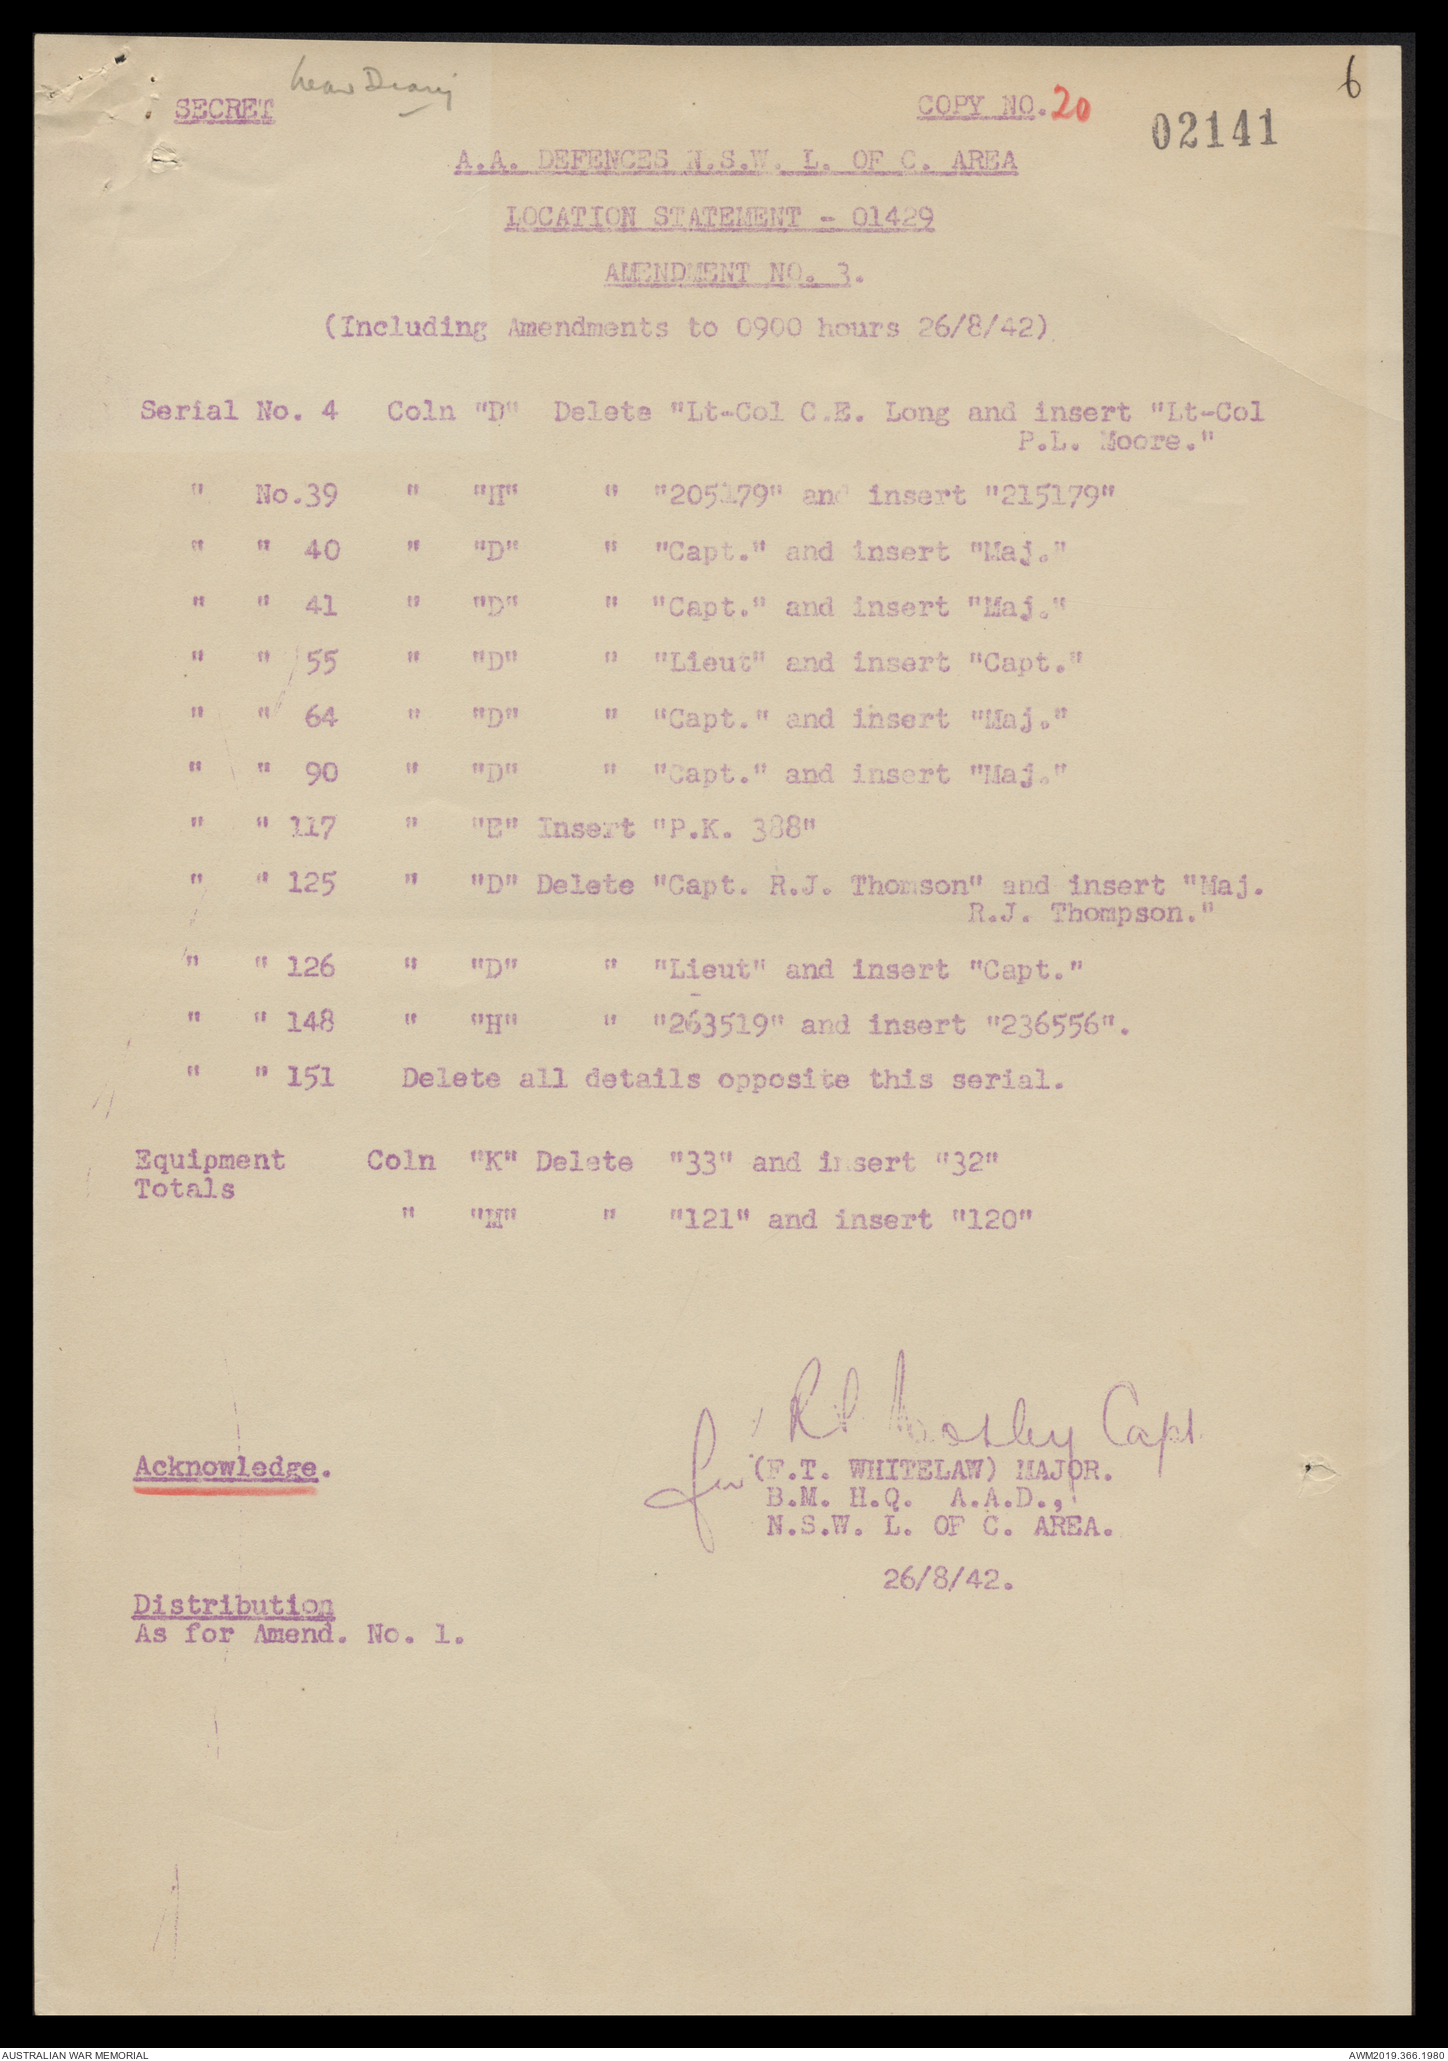 War Diary
6
SECRET
COPY NO. 20
02141
A.A. DEFENCES N.S.W. L. OF C. AREA
LOCATION STATEMENT - 01429
AMENDMENT NO. 3.
(Including Amendments to 0900 hours 26/8/42)
Serial No. 4 Coln "D" Delete "Lt-Col C.E. Long and insert "Lt-Col
P.L. Moore."
" No.39 " "H" " "205179" and insert "215179"
" " 40 " "D" " "Capt." and insert "Maj."
" " 41 " "D" " "Capt." and insert "Maj."
" " 55 " "D" " "Lieut" and insert "Capt."
" " 64 " "D" " "Capt." and insert "Maj."
" " 90 " "D" " "Capt." and insert "Maj."
" " 117 " "E" Insert "P.K. 388"
" " 125 " "D" Delete "Capt. R.J. Thomson" and insert "Maj.
R.J. Thompson."
" " 126 " "D" " "Lieut" and insert "Capt."
" " 148 " "H" " "263519" and insert "236556".
" " 151 Delete all details opposite this serial.
Equipment Coln "K" Delete "33" and insert "32"
Totals
" "M" " "121" and insert "120"
Capt
for
Acknowledge.
(F.T. WHITELAW) MAJOR.
B.M. H.Q. A.A.D.,
N.S.W. L. OF C. AREA.
26/8/42.
Distribution
As for Amend. No. 1.
AUSTRALIAN WAR MEMORIAL
AWM2019.366.1980